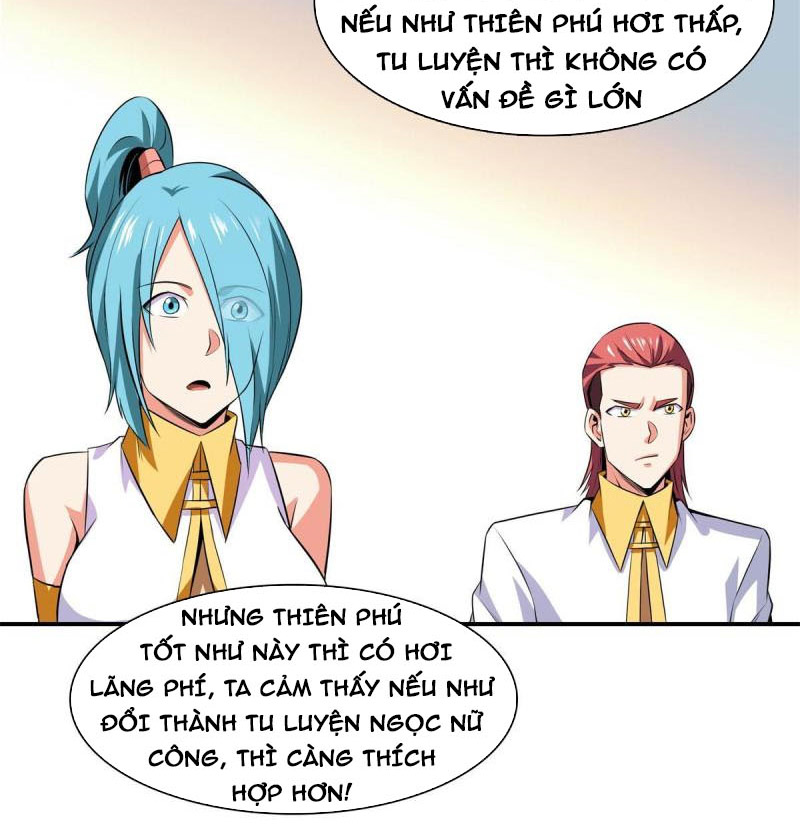 NẾU NHƯ THIÊN PHÚ HƠI THẤP,
TU LUYỆN THÌ KHÔNG CÓ
VẤN ĐỀ GÌ LỚN
NHƯNG THIÊN PHÚ
TỐT NHƯ NÀY THÌ CÓ HƠI
LÃNG PHÍ, TA CẢM THẤY NẾU NHƯ
ĐỔI THÀNH TU LUYỆN NGỌC NỮ
CÔNG, THÌ CÀNG THÍCH
HỢP HƠN!